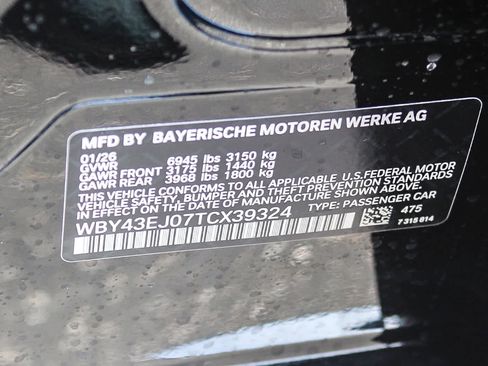 MFD BY BAYERISCHE MOTOREN WERKE AG
01/26
GVWR 6945 lbs 3150 kg
GAWR FRONT 3175 lbs 1440 kg
GAWR REAR 3968 lbs 1800 kg
THIS VEHICLE CONFORMS TO ALL APPLICABLE U.S.FEDERAL MOTOR
VEHICLE SAFETY, BUMPER AND THEFT PREVENTION STANDARDS
IN EFFECT ON THE DATE OF MANUFACTURE SHOWN ABOVE.
WBY43EJ07TCX39324 TYPE: PASSENGER CAR
475
7 318 814